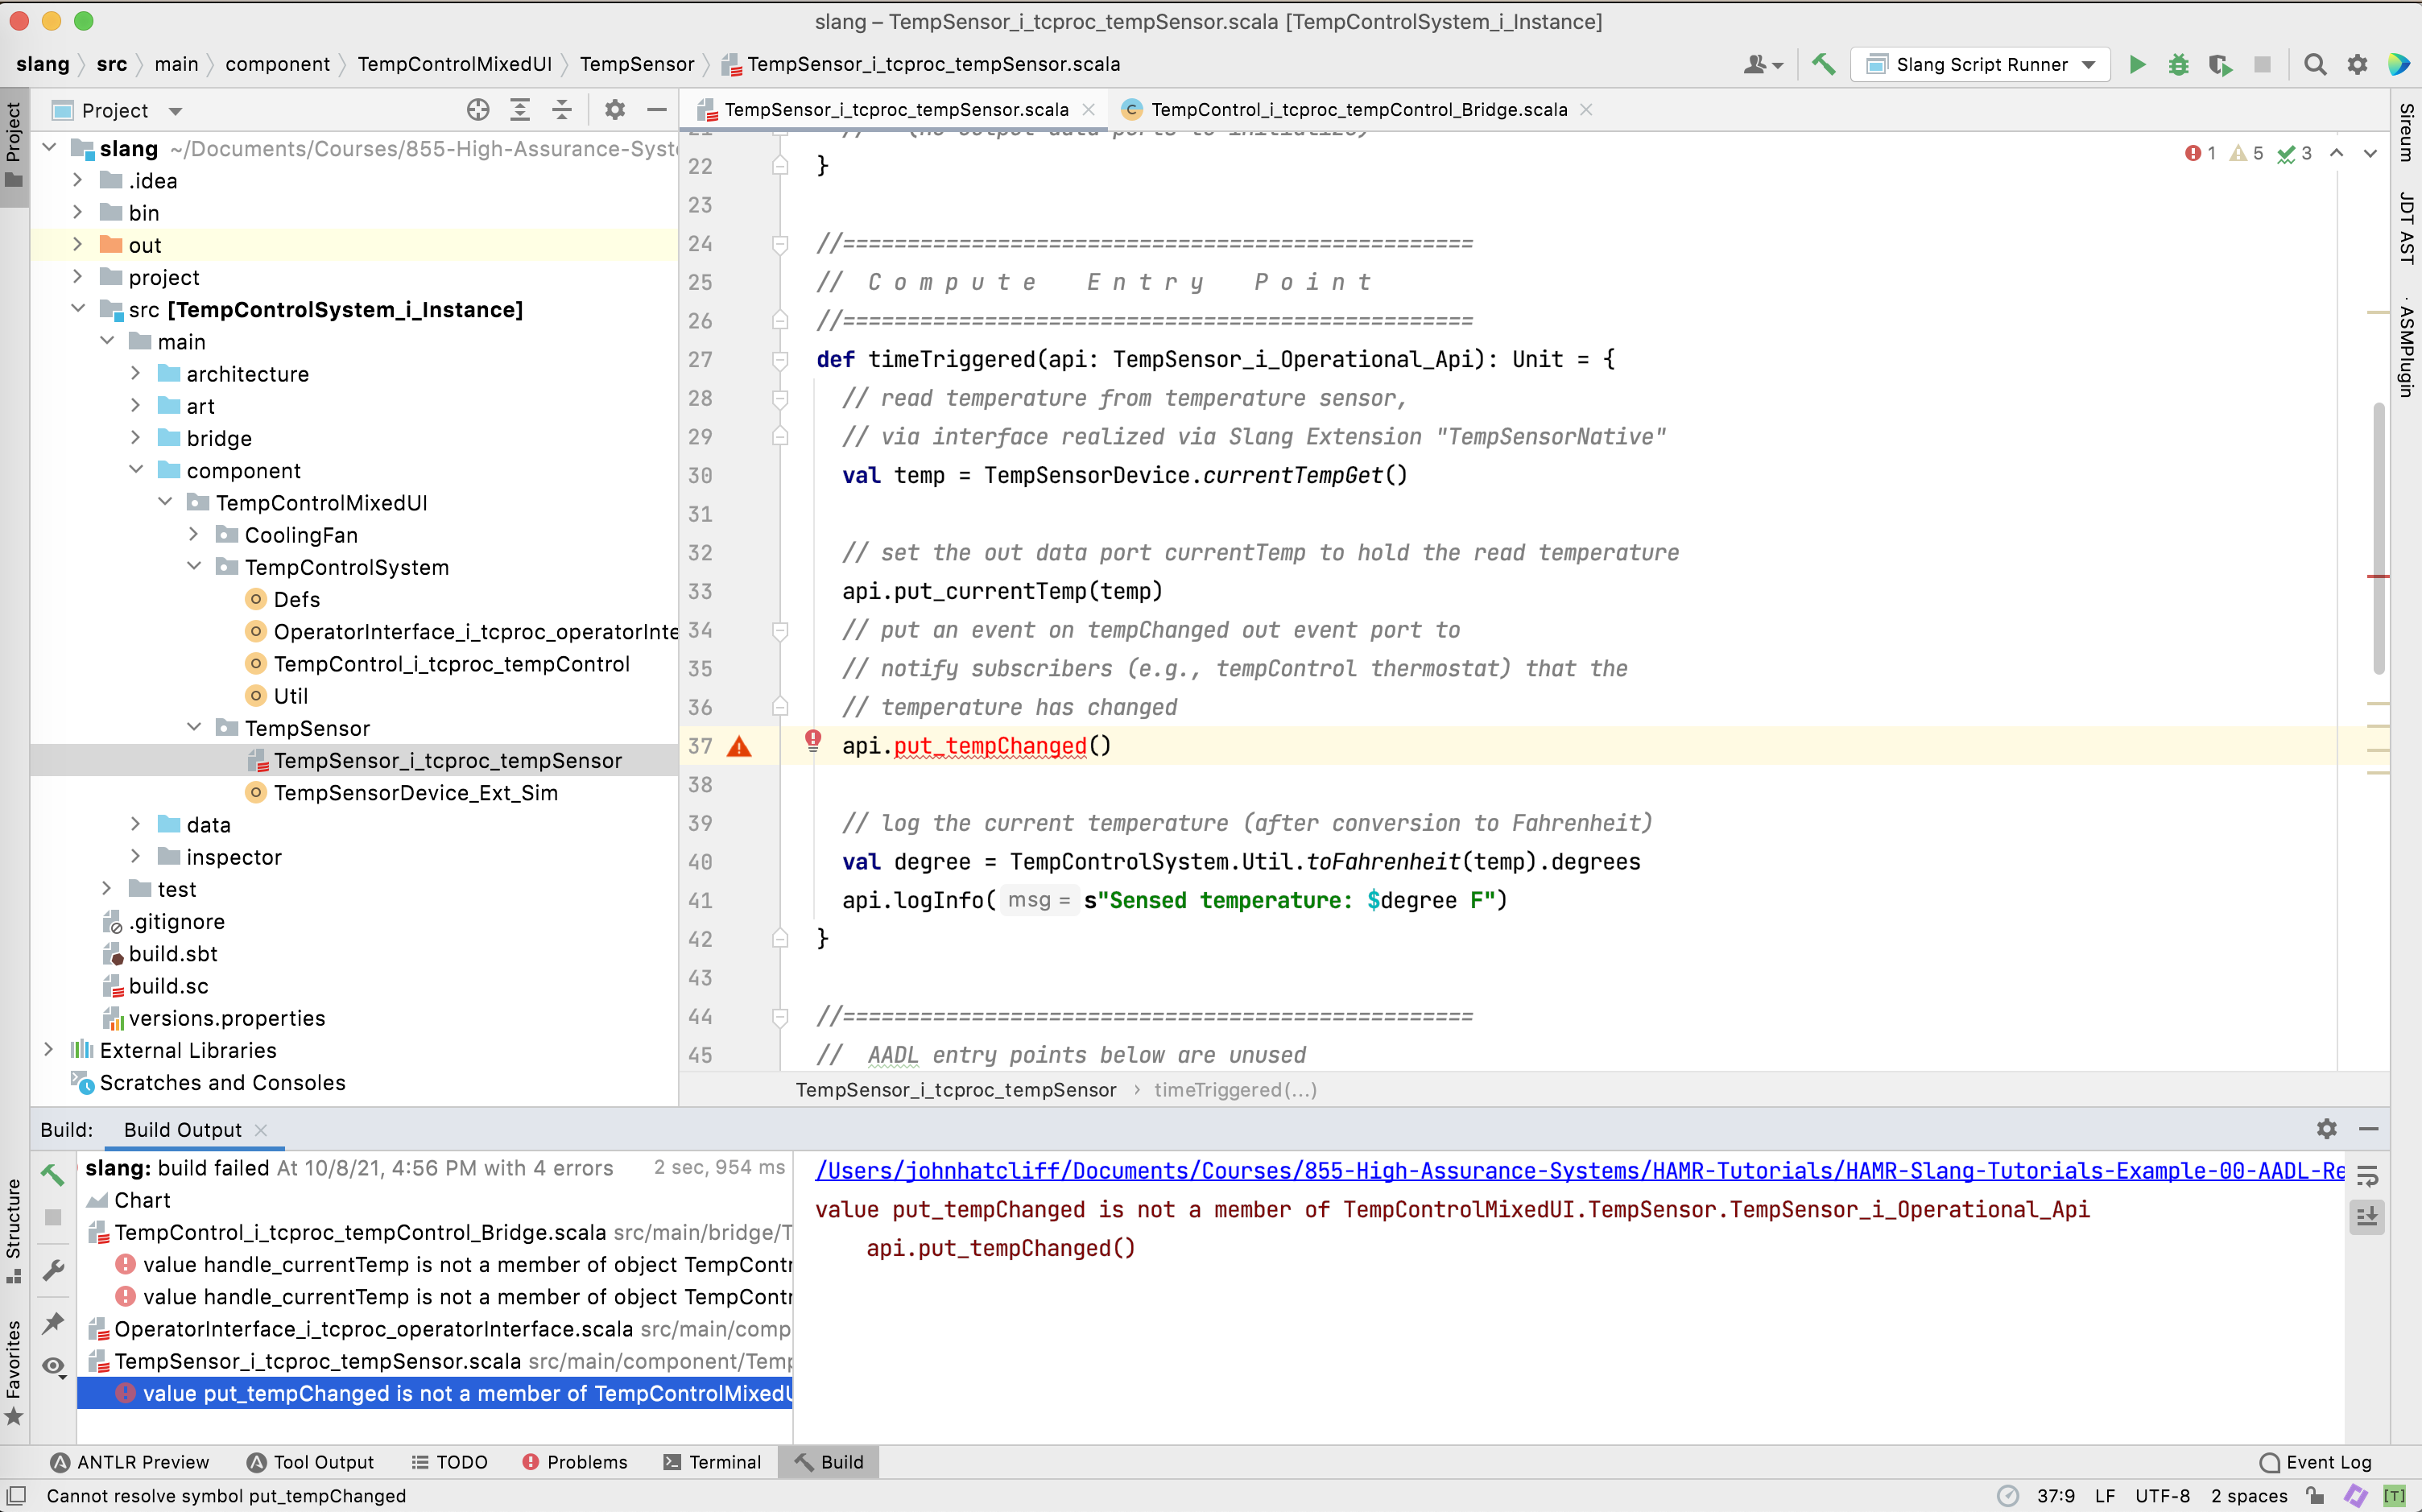 slang – TempSensor_i_tcproc_tempSensor.scala [TempControlSystem_i_Instance]
slang src main component TempControlMixedUI TempSensor TempSensor_i_tcproc_tempSensor.scala Slang Script Runner
Project
TempSensor_i_tcproc_tempSensor.scala
TempControl_i_tcproc_tempControl_Bridge.scala
Project
Structure
Favorites
Sireum
JDT AST
ASMPlugin
slang ~/Documents/Courses/855-High-Assurance-Syst
.idea
bin
out
project
src [TempControlSystem_i_Instance]
main
architecture
art
bridge
component
TempControlMixedUI
CoolingFan
TempControlSystem
Defs
OperatorInterface_i_tcproc_operatorInte
TempControl_i_tcproc_tempControl
Util
TempSensor
TempSensor_i_tcproc_tempSensor
TempSensorDevice_Ext_Sim
data
inspector
test
.gitignore
build.sbt
build.sc
versions.properties
External Libraries
Scratches and Consoles
1 5 3
21 // (no output data ports to initialize)
22 }
23
24 //=================================================
25 // C o m p u t e   E n t r y   P o i n t
26 //=================================================
27 def timeTriggered(api: TempSensor_i_Operational_Api): Unit = {
28 // read temperature from temperature sensor,
29 // via interface realized via Slang Extension "TempSensorNative"
30 val temp = TempSensorDevice.currentTempGet()
31
32 // set the out data port currentTemp to hold the read temperature
33 api.put_currentTemp(temp)
34 // put an event on tempChanged out event port to
35 // notify subscribers (e.g., tempControl thermostat) that the
36 // temperature has changed
37 api.put_tempChanged()
38
39 // log the current temperature (after conversion to Fahrenheit)
40 val degree = TempControlSystem.Util.toFahrenheit(temp).degrees
41 api.logInfo( msg = s"Sensed temperature: $degree F")
42 }
43
44 //=================================================
45 // AADL entry points below are unused
TempSensor_i_tcproc_tempSensor › timeTriggered(...)
Build: Build Output
slang: build failed At 10/8/21, 4:56 PM with 4 errors 2 sec, 954 ms
Chart
TempControl_i_tcproc_tempControl_Bridge.scala src/main/bridge/T
value handle_currentTemp is not a member of object TempContr
value handle_currentTemp is not a member of object TempContr
OperatorInterface_i_tcproc_operatorInterface.scala src/main/comp
TempSensor_i_tcproc_tempSensor.scala src/main/component/Temp
value put_tempChanged is not a member of TempControlMixedU
/Users/johnhatcliff/Documents/Courses/855-High-Assurance-Systems/HAMR-Tutorials/HAMR-Slang-Tutorials-Example-00-AADL-Re
value put_tempChanged is not a member of TempControlMixedUI.TempSensor.TempSensor_i_Operational_Api
api.put_tempChanged()
ANTLR Preview Tool Output TODO Problems Terminal Build Event Log
Cannot resolve symbol put_tempChanged 37:9 LF UTF-8 2 spaces [T]